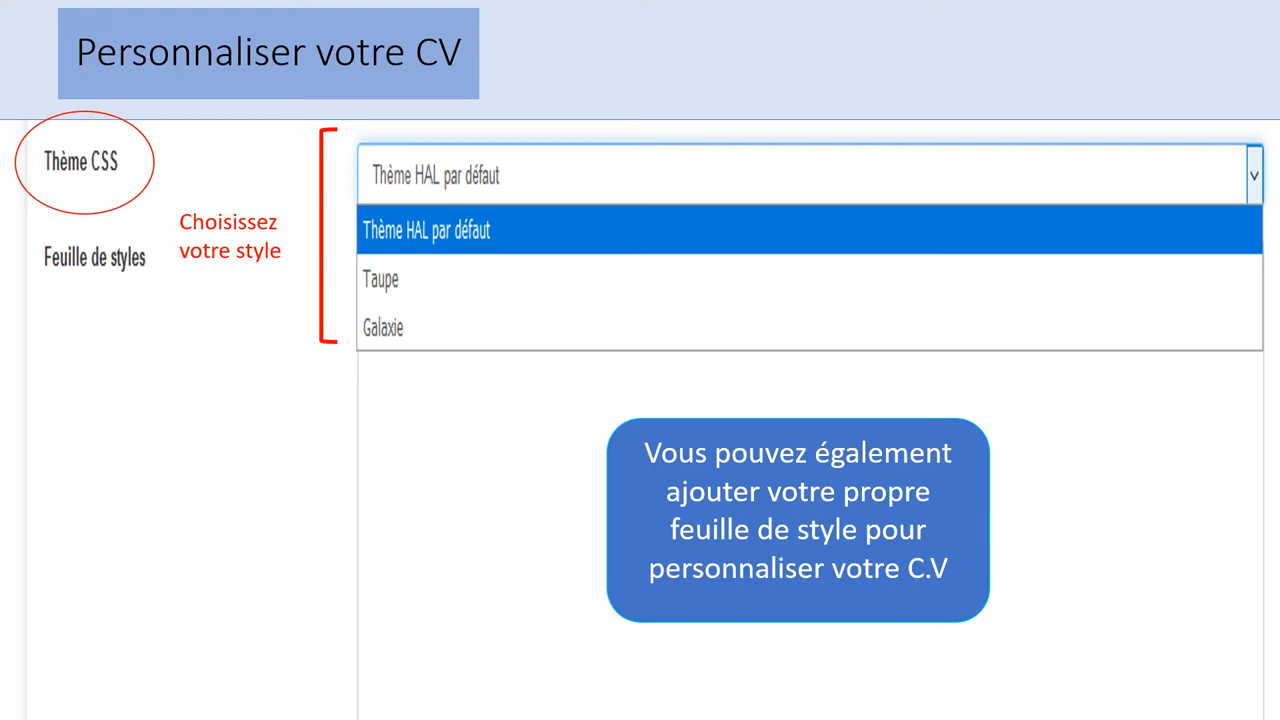 Personnaliser votre CV
Thème CSS
Choisissez
votre style
Feuille de styles
Thème HAL par défaut
Thème HAL par défaut
Taupe
Galaxie
Vous pouvez également
ajouter votre propre
feuille de style pour
personnaliser votre C.V